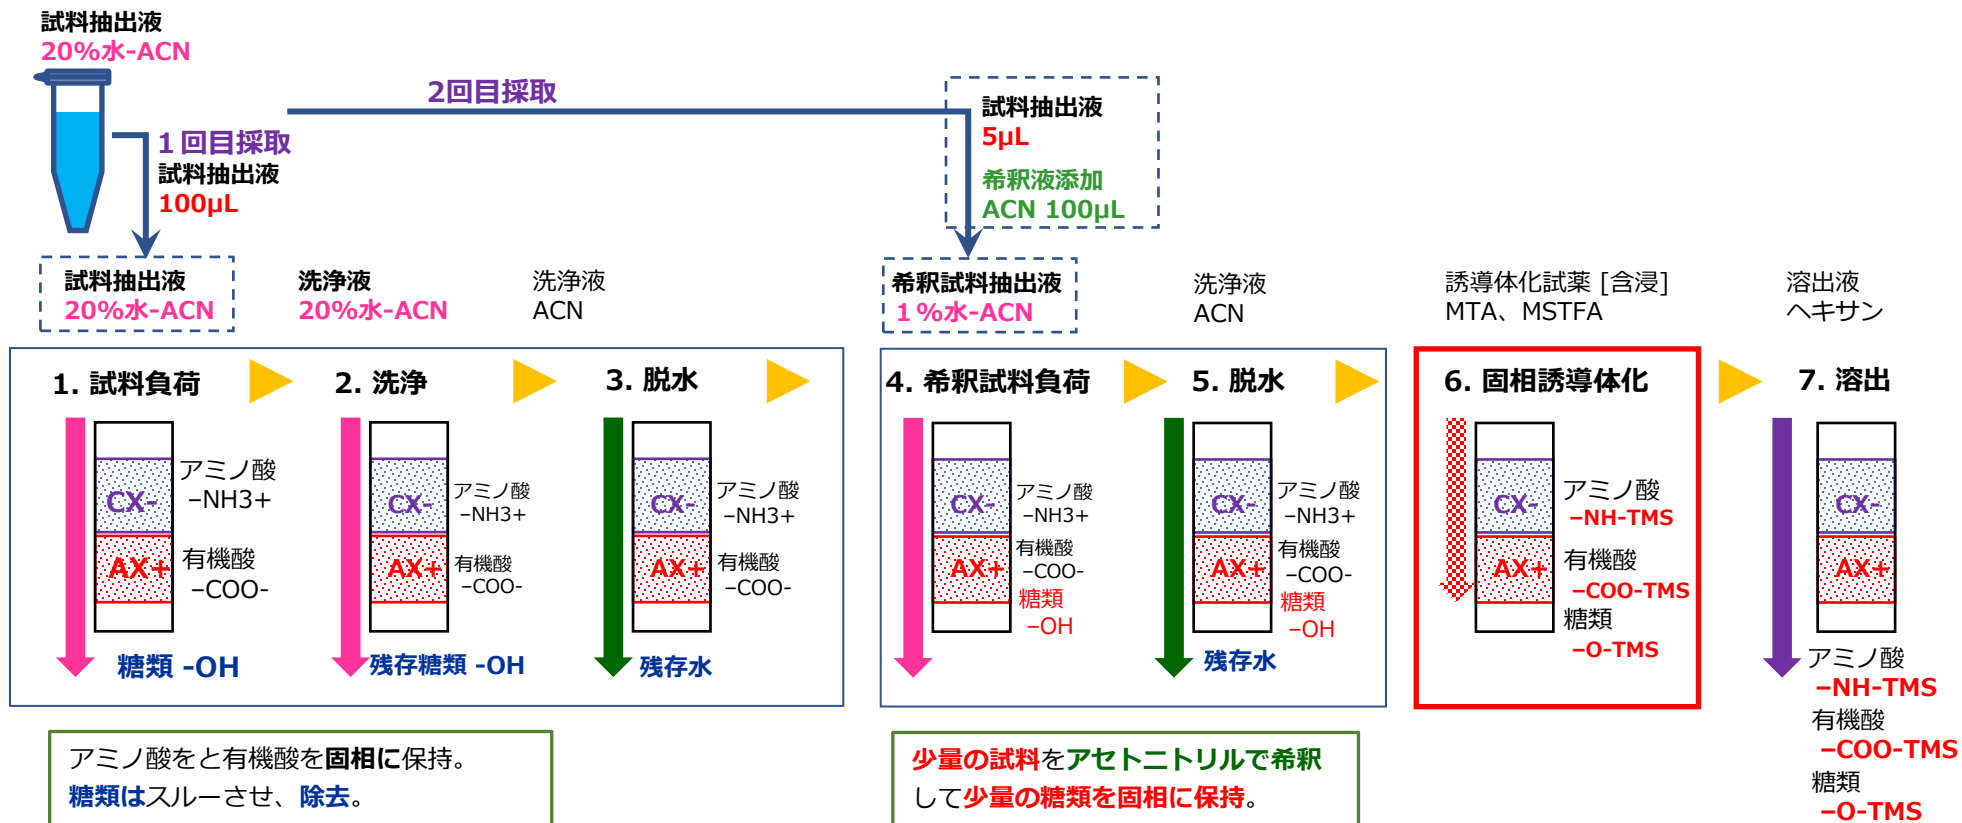 試料抽出液
20%水-ACN
2回目採取
1回目採取
試料抽出液
100µL
試料抽出液
5µL
希釈液添加
ACN 100µL
試料抽出液
20%水-ACN
洗浄液
20%水-ACN
洗浄液
ACN
希釈試料抽出液
1%水-ACN
洗浄液
ACN
誘導体化試薬 [含浸]
MTA、MSTFA
溶出液
ヘキサン
1. 試料負荷
CX-
AX+
アミノ酸
–NH3+
有機酸
–COO-
糖類 -OH
2. 洗浄
CX-
AX+
アミノ酸
–NH3+
有機酸
–COO-
残存糖類 -OH
3. 脱水
CX-
AX+
アミノ酸
–NH3+
有機酸
–COO-
残存水
4. 希釈試料負荷
CX-
AX+
アミノ酸
–NH3+
有機酸
–COO-
糖類
–OH
5. 脱水
CX-
AX+
アミノ酸
–NH3+
有機酸
–COO-
糖類
–OH
残存水
6. 固相誘導体化
CX-
AX+
アミノ酸
–NH-TMS
有機酸
–COO-TMS
糖類
–O-TMS
7. 溶出
CX-
AX+
アミノ酸
–NH-TMS
有機酸
–COO-TMS
糖類
–O-TMS
アミノ酸をと有機酸を固相に保持。
糖類はスルーさせ、除去。
少量の試料をアセトニトリルで希釈
して少量の糖類を固相に保持。